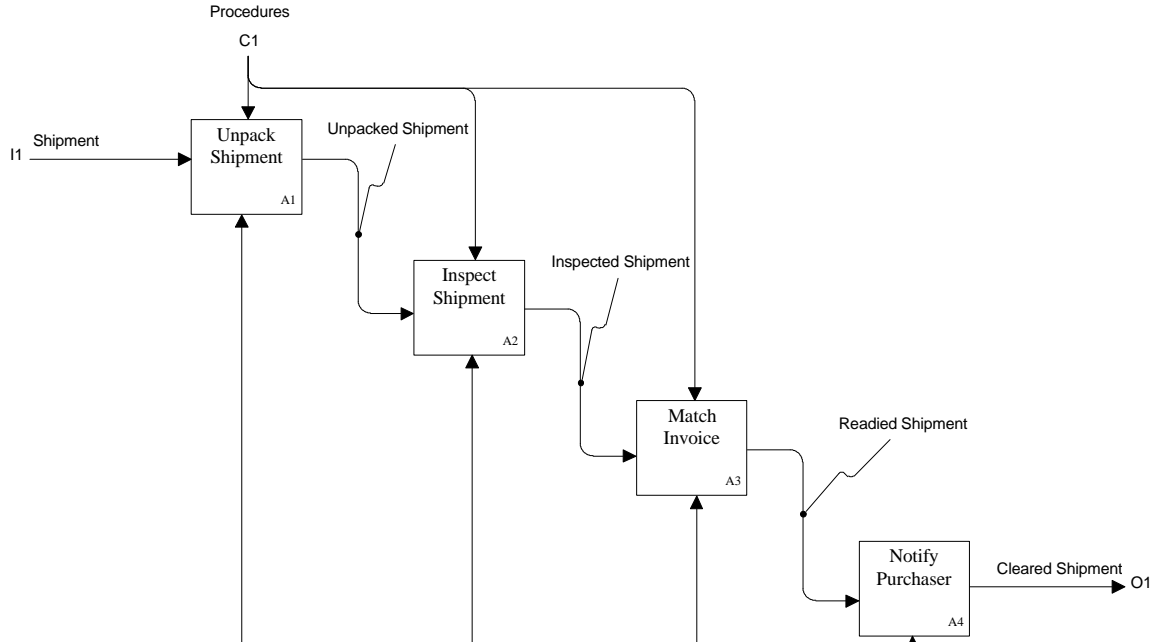 Procedures
C1
I1
Shipment
Unpack
Shipment
A1
Unpacked Shipment
Inspect
Shipment
A2
Inspected Shipment
Match
Invoice
A3
Readied Shipment
Notify
Purchaser
A4
Cleared Shipment
O1